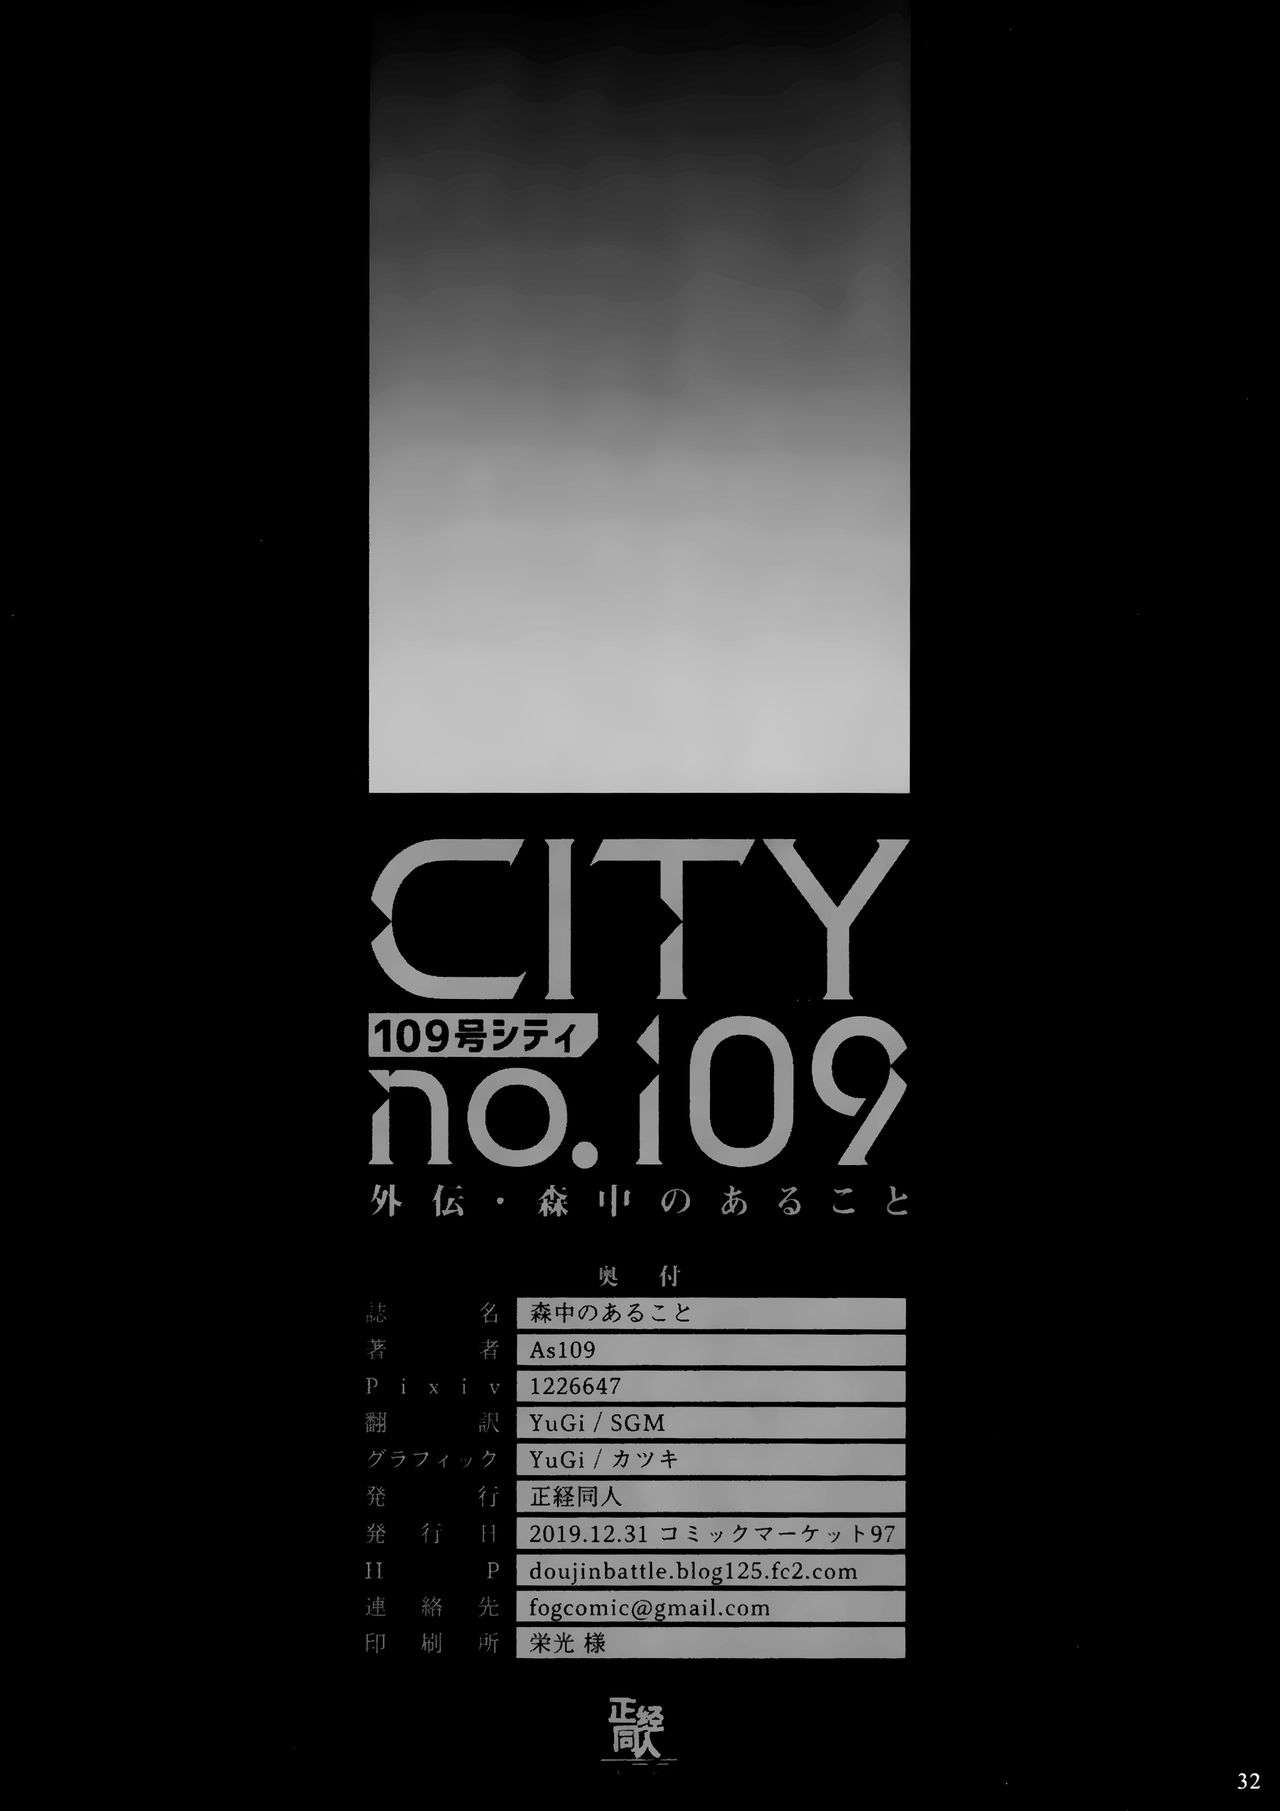 CITY
109号シティ
no.109
外伝・森中のあること
奥付
誌名 森中のあること
著者 As109
Pixiv 1226647
翻訳 YuGi / SGM
グラフィック YuGi / カツキ
発行 正経同人
発行日 2019.12.31 コミックマーケット97
HP doujinbattle.blog125.fc2.com
連絡先 fogcomic@gmail.com
印刷所 栄光 様
正経
同人
32